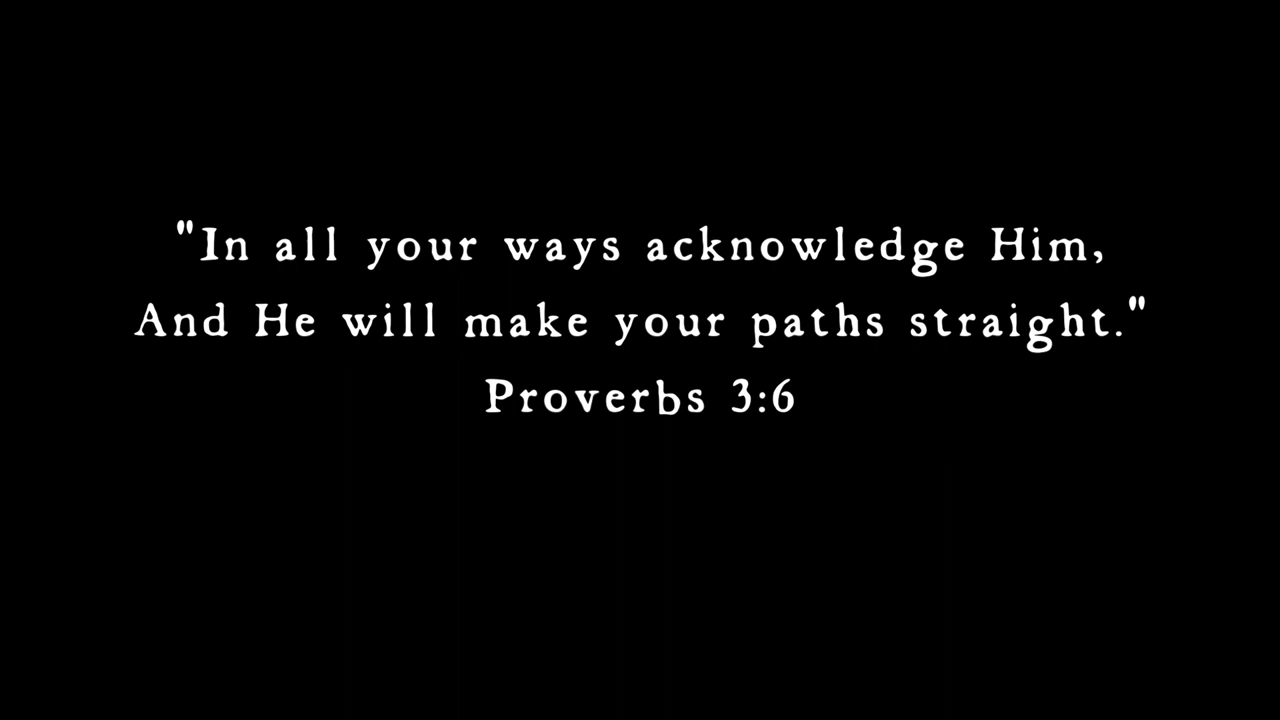 "In all your ways acknowledge Him,
And He will make your paths straight."
Proverbs 3:6